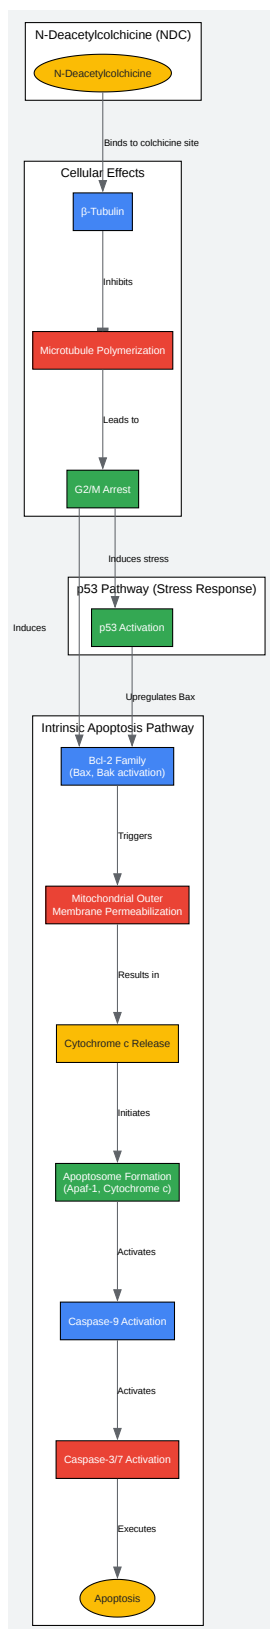 N-Deacetylcolchicine (NDC)
N-Deacetylcolchicine
Binds to colchicine site
Cellular Effects
β-Tubulin
Inhibits
Microtubule Polymerization
Leads to
G2/M Arrest
Induces stress
p53 Pathway (Stress Response)
Induces
p53 Activation
Upregulates Bax
Intrinsic Apoptosis Pathway
Bcl-2 Family
(Bax, Bak activation)
Triggers
Mitochondrial Outer
Membrane Permeabilization
Results in
Cytochrome c Release
Initiates
Apoptosome Formation
(Apaf-1, Cytochrome c)
Activates
Caspase-9 Activation
Activates
Caspase-3/7 Activation
Executes
Apoptosis